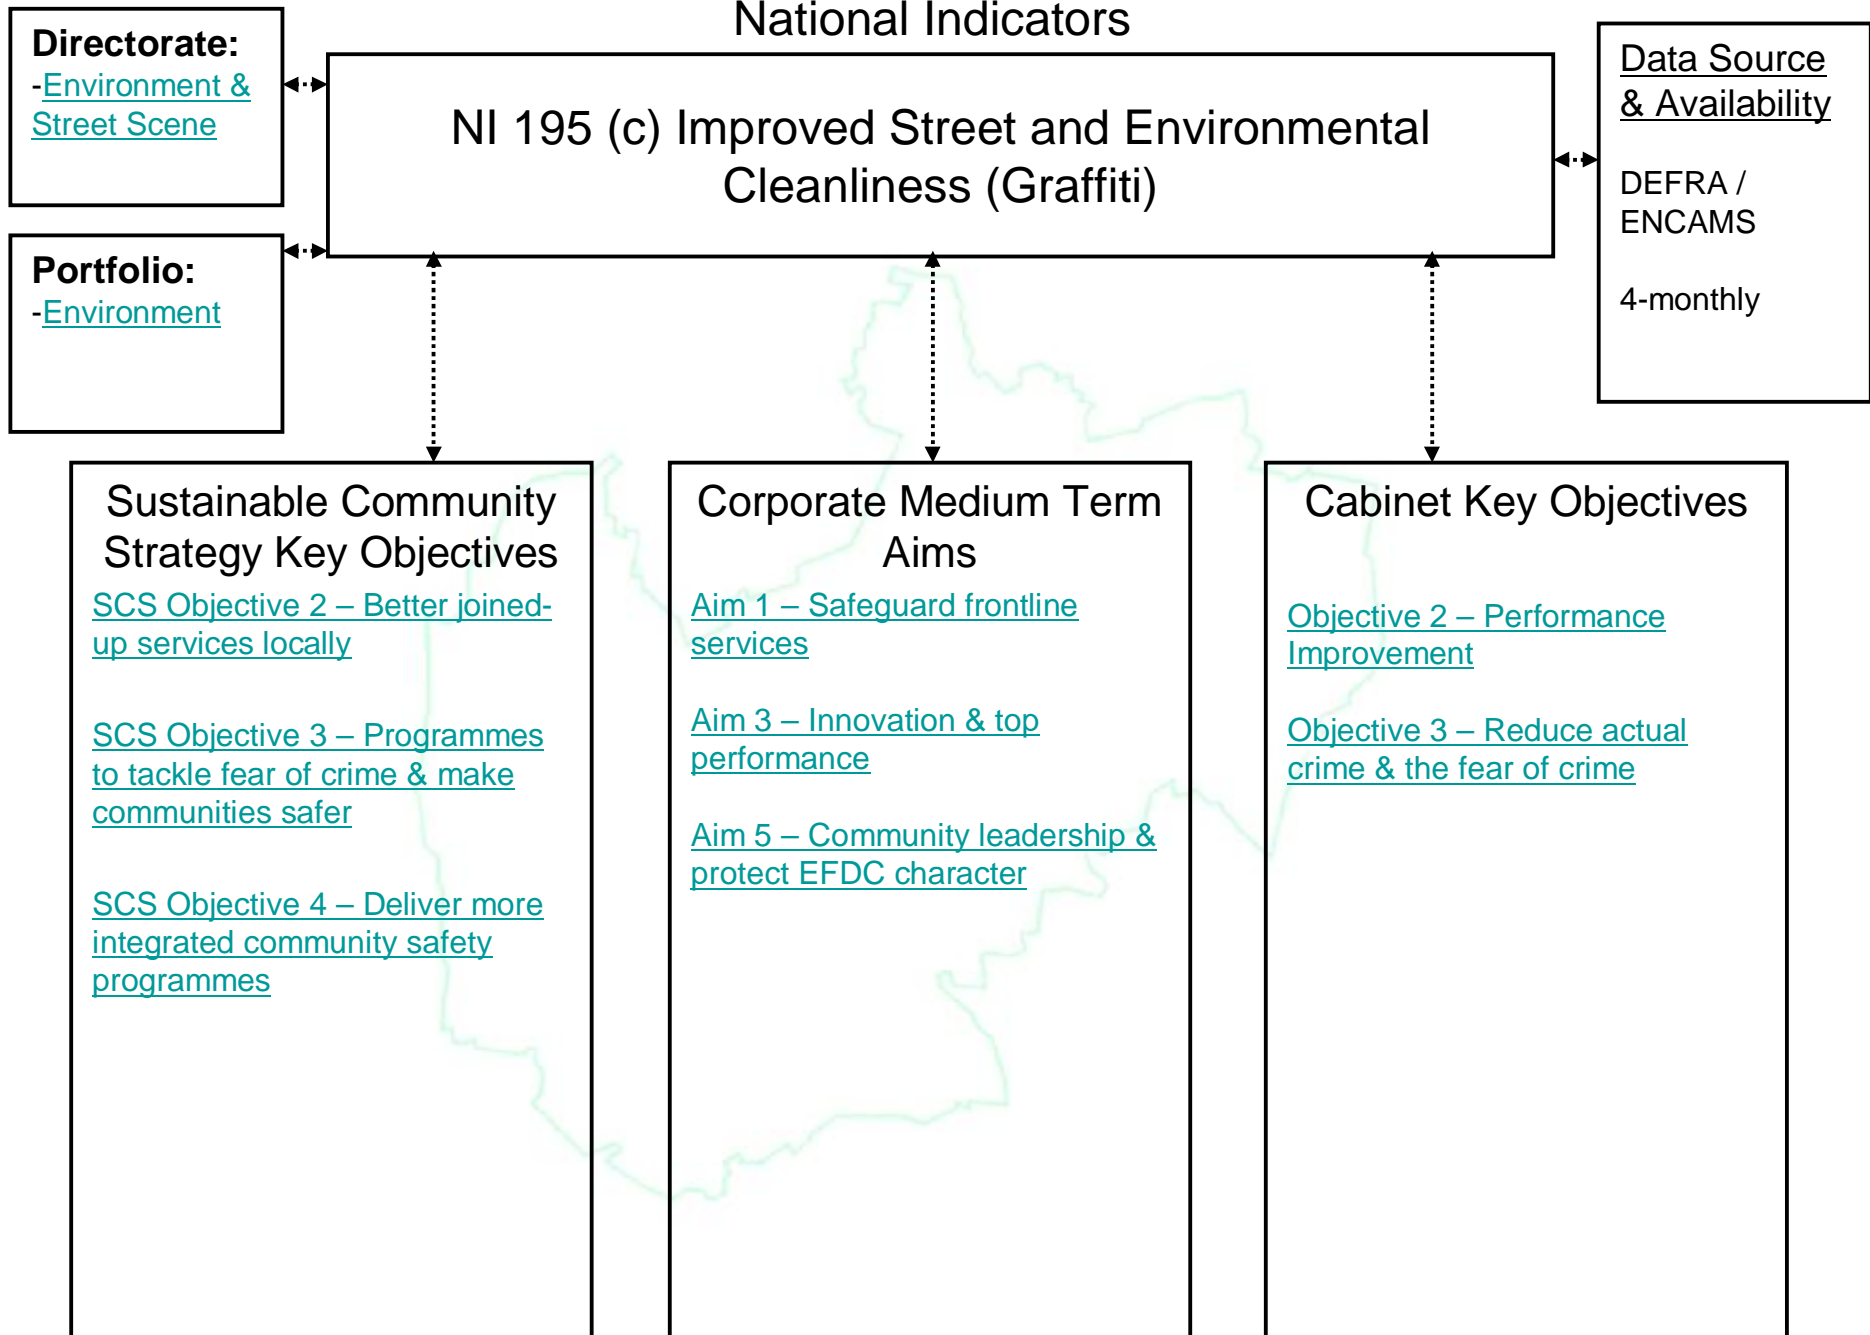 National Indicators
Directorate:
-Environment &
Street Scene
NI 195 (c) Improved Street and Environmental
Cleanliness (Graffiti)
Data Source
& Availability
DEFRA /
ENCAMS
4-monthly
Portfolio:
-Environment
Sustainable Community
Strategy Key Objectives
SCS Objective 2 – Better joined-
up services locally
SCS Objective 3 – Programmes
to tackle fear of crime & make
communities safer
SCS Objective 4 – Deliver more
integrated community safety
programmes
Corporate Medium Term
Aims
Aim 1 – Safeguard frontline
services
Aim 3 – Innovation & top
performance
Aim 5 – Community leadership &
protect EFDC character
Cabinet Key Objectives
Objective 2 – Performance
Improvement
Objective 3 – Reduce actual
crime & the fear of crime